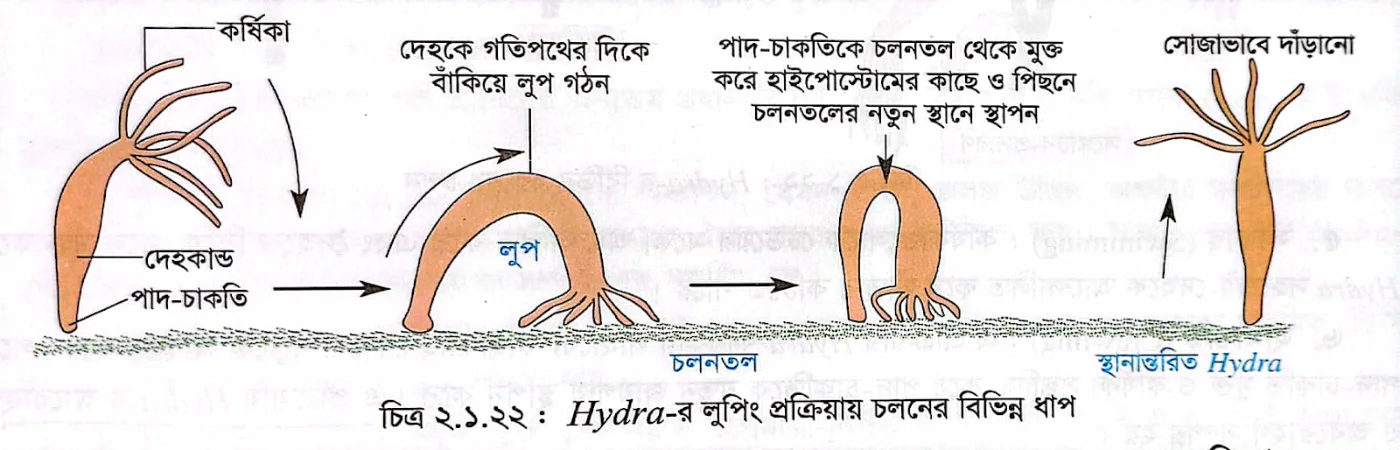 কর্ষিকা
দেহকে গতিপথের দিকে
বাঁকিয়ে লুপ গঠন
পাদ-চাকতিকে চলনতল থেকে মুক্ত
করে হাইপোস্টোমের কাছে ও পিছনে
চলনতলের নতুন স্থানে স্থাপন
সোজাভাবে দাঁড়ানো
লুপ
দেহকান্ড
পাদ-চাকতি
চলনতল
স্থানান্তরিত Hydra
চিত্র ২.১.২২ : Hydra-র লুপিং প্রক্রিয়ায় চলনের বিভিন্ন ধাপ